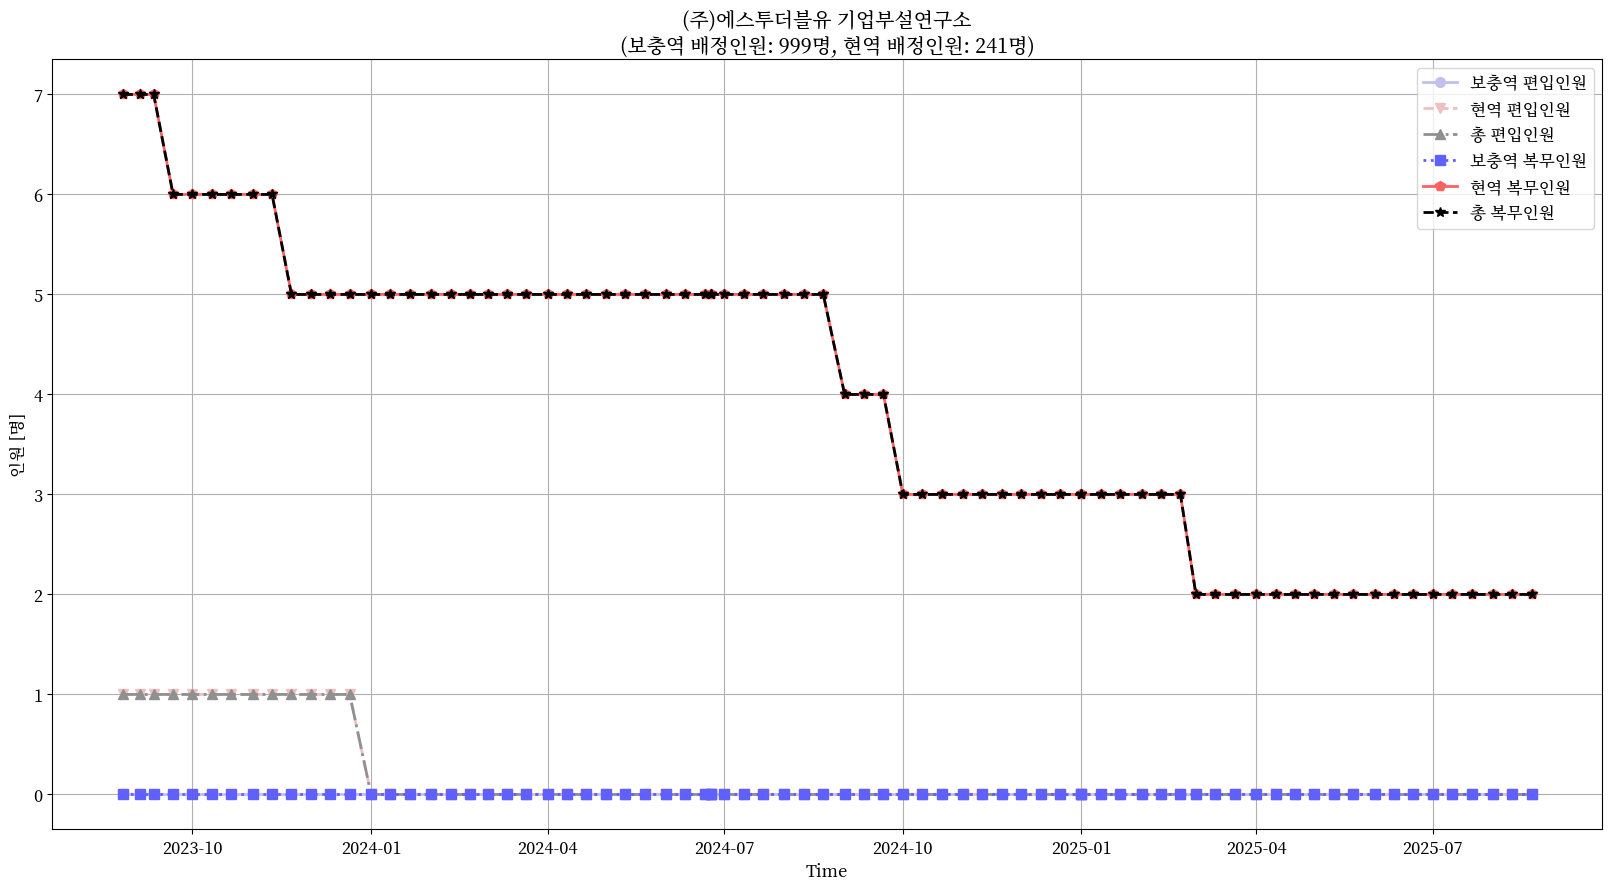 (주)에스투더블유 기업부설연구소
(보충역 배정인원: 999명, 현역 배정인원: 241명)
보충역 편입인원
현역 편입인원
총 편입인원
보충역 복무인원
현역 복무인원
총 복무인원
인원 [명]
7
6
5
4
3
2
1
0
2023-10
2024-01
2024-04
2024-07
2024-10
2025-01
2025-04
2025-07
Time